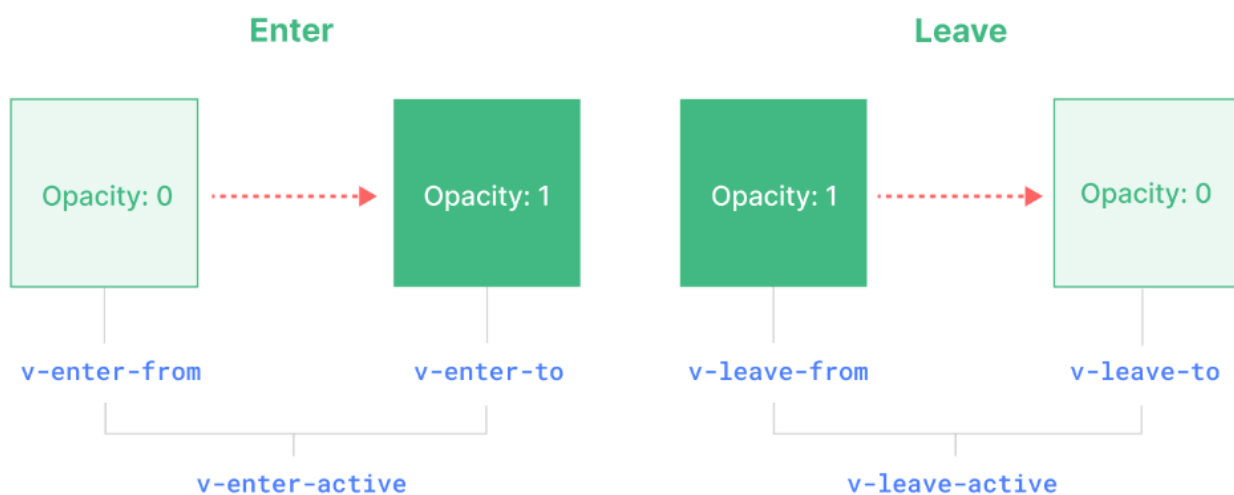 Enter
Leave
Opacity: 0
Opacity: 1
Opacity: 1
Opacity: 0
v-enter-from
v-enter-to
v-leave-from
v-leave-to
v-enter-active
v-leave-active